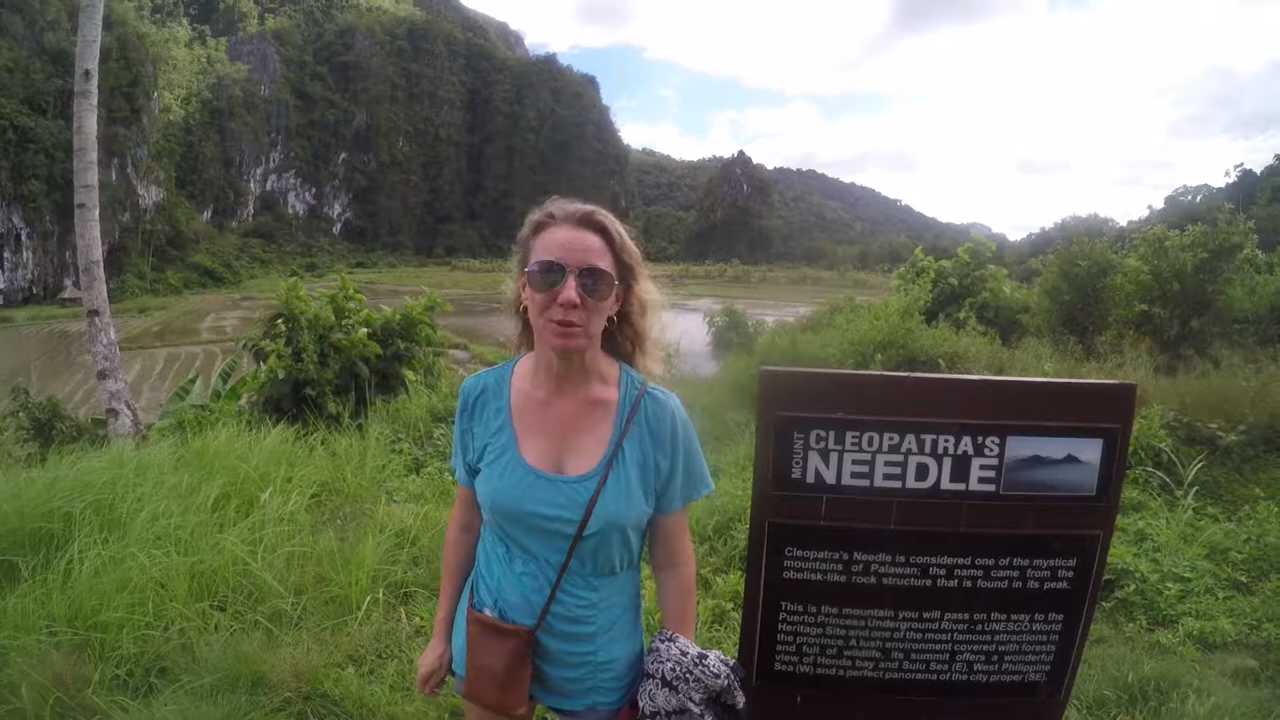 MOUNT
CLEOPATRA'S
NEEDLE
Cleopatra's Needle is considered one of the mystical
mountains of Palawan; the name came from the
obelisk-like rock structure that is found in its peak.
This is the mountain you will pass on the way to the
Puerto Princesa Underground River - a UNESCO World
Heritage Site and one of the most famous attractions in
the province. A lush environment covered with forests
and full of wildlife, its summit offers a wonderful
view of Honda bay and Sulu Sea (E), West Philippine
Sea (W) and a perfect panorama of the city proper (SE).